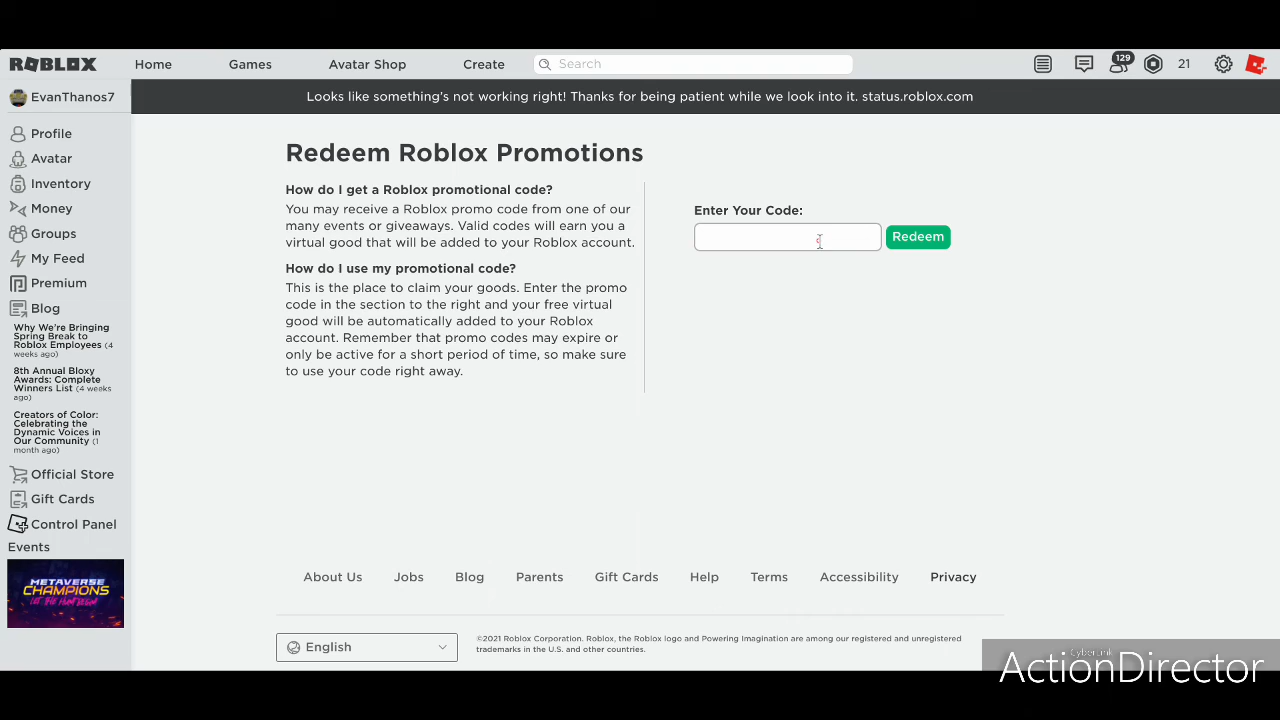 ROBLOX
Home
Games
Avatar Shop
Create
Search
129
21
EvanThanos7
Looks like something's not working right! Thanks for being patient while we look into it. status.roblox.com
Profile
Avatar
Inventory
Money
Groups
My Feed
Premium
Blog
Why We're Bringing
Spring Break to
Roblox Employees (4
weeks ago)
8th Annual Bloxy
Awards: Complete
Winners List (4 weeks
ago)
Creators of Color:
Celebrating the
Dynamic Voices in
Our Community (1
month ago)
Official Store
Gift Cards
Control Panel
Events
METAVERSE
CHAMPIONS
LET THE HUNT BEGIN
Redeem Roblox Promotions
How do I get a Roblox promotional code?
You may receive a Roblox promo code from one of our
many events or giveaways. Valid codes will earn you a
virtual good that will be added to your Roblox account.
How do I use my promotional code?
This is the place to claim your goods. Enter the promo
code in the section to the right and your free virtual
good will be automatically added to your Roblox
account. Remember that promo codes may expire or
only be active for a short period of time, so make sure
to use your code right away.
Enter Your Code:
Redeem
About Us
Jobs
Blog
Parents
Gift Cards
Help
Terms
Accessibility
Privacy
English
©2021 Roblox Corporation. Roblox, the Roblox logo and Powering Imagination are among our registered and unregistered
trademarks in the U.S. and other countries.
CyberLink
ActionDirector